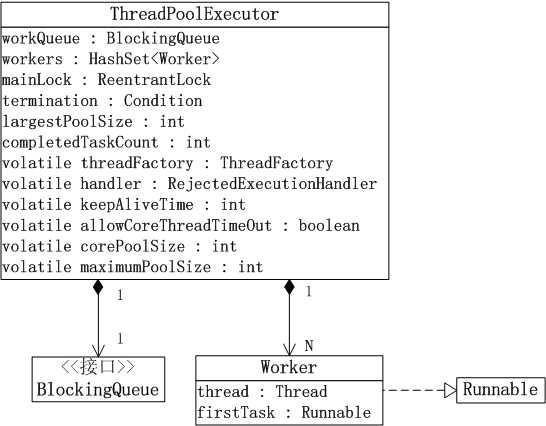 ThreadPoolExecutor
workQueue : BlockingQueue
workers : HashSet<Worker>
mainLock : ReentrantLock
termination : Condition
largestPoolSize : int
completedTaskCount : int
volatile threadFactory : ThreadFactory
volatile handler : RejectedExecutionHandler
volatile keepAliveTime : int
volatile allowCoreThreadTimeOut : boolean
volatile corePoolSize : int
volatile maximumPoolSize : int
1
1
1
N
<<接口>>
BlockingQueue
Worker
thread : Thread
firstTask : Runnable
Runnable